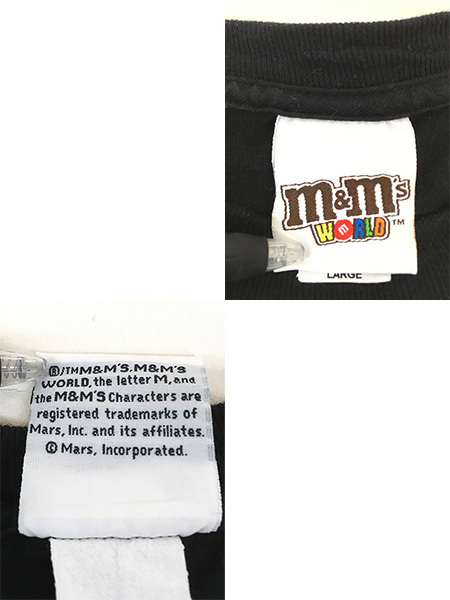 m&m's
WORLD TM
LARGE
®/TM M&M'S, M&M'S
WORLD, the letter M, and
the M&M'S Characters are
registered trademarks of
Mars, Inc. and its affiliates.
© Mars, Incorporated.